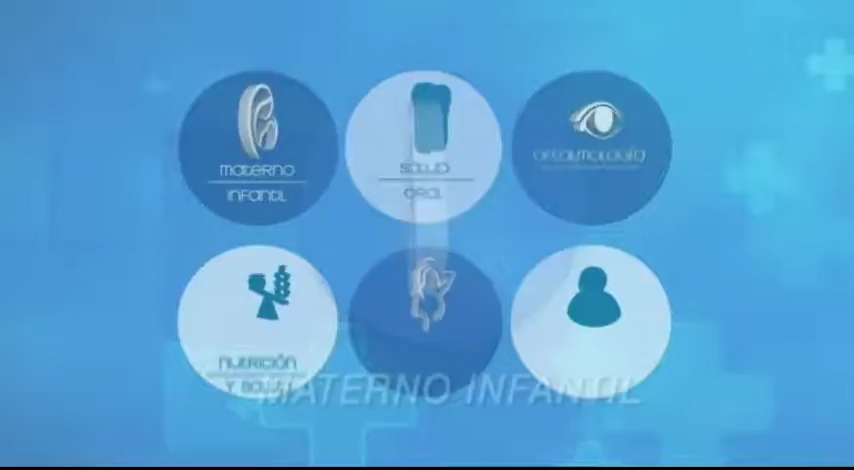 MATERNO
INFANTIL
SALUD
ORAL
OFTALMOLOGÍA
NUTRICIÓN
Y
MATERNO INFANTIL